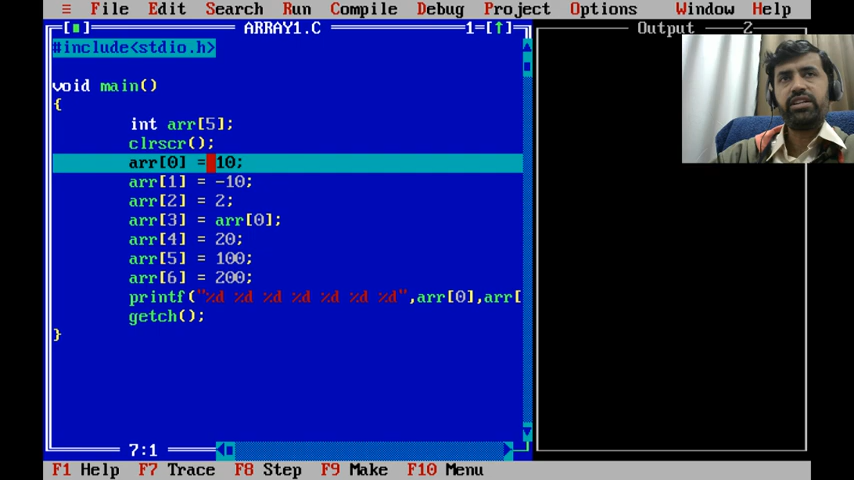 ≡ File Edit Search Run Compile Debug Project Options Window Help
[■] ARRAY1.C 1=[↑]
Output 2
#include<stdio.h>
void main()
{
int arr[5];
clrscr();
arr[0] = 10;
arr[1] = -10;
arr[2] = 2;
arr[3] = arr[0];
arr[4] = 20;
arr[5] = 100;
arr[6] = 200;
printf("%d %d %d %d %d %d %d",arr[0],arr[
getch();
}
7:1
F1 Help F7 Trace F8 Step F9 Make F10 Menu